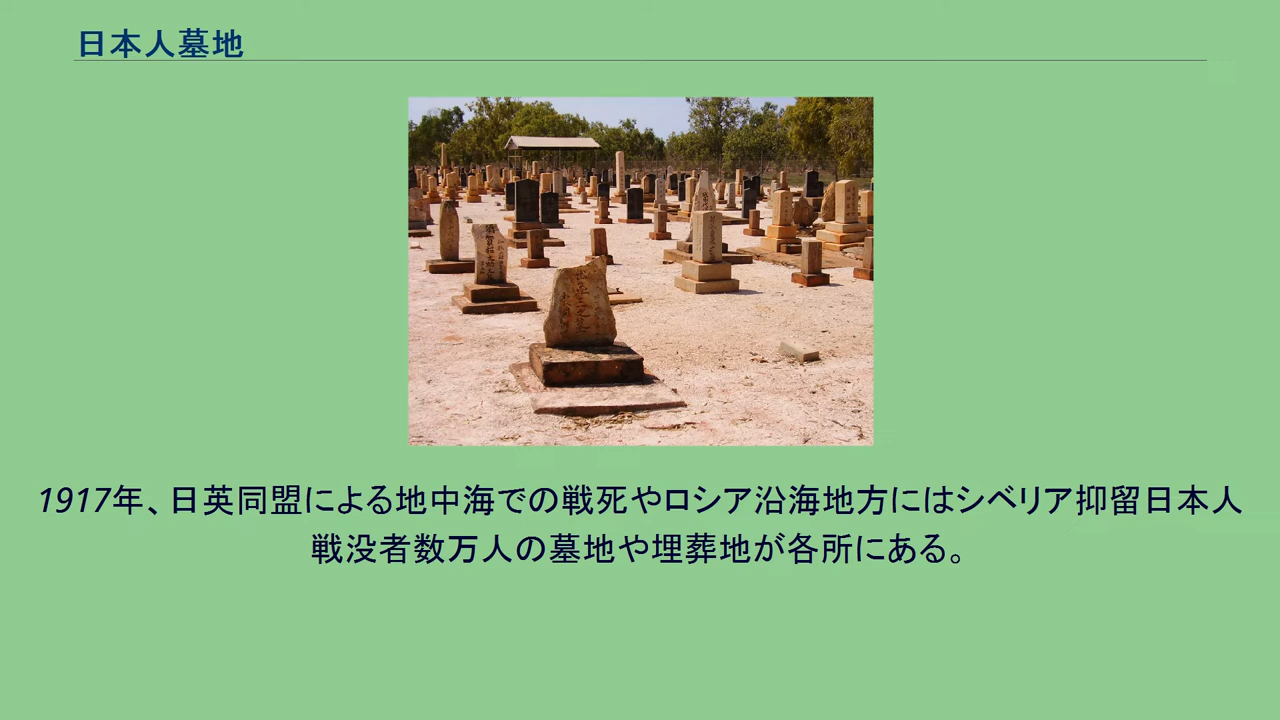 日本人墓地
1917年、日英同盟による地中海での戦死やロシア沿海地方にはシベリア抑留日本人
戦没者数万人の墓地や埋葬地が各所にある。